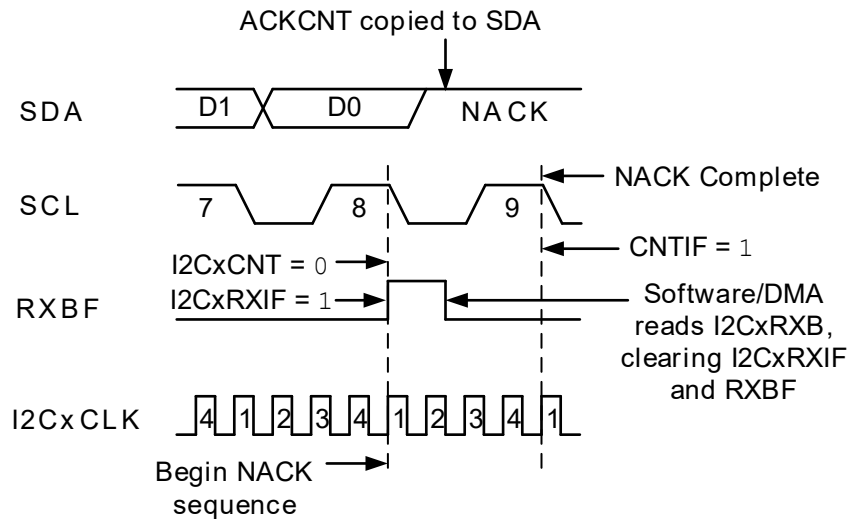 ACKCNT copied to SDA
SDA D1 D0 NACK
NACK Complete
SCL 7 8 9
I2CxCNT = 0
CNTIF = 1
I2CxRXIF = 1
RXBF
Software/DMA
reads I2CxRXB,
clearing I2CxRXIF
and RXBF
I2CxCLK 4 1 2 3 4 1 2 3 4 1
Begin NACK
sequence